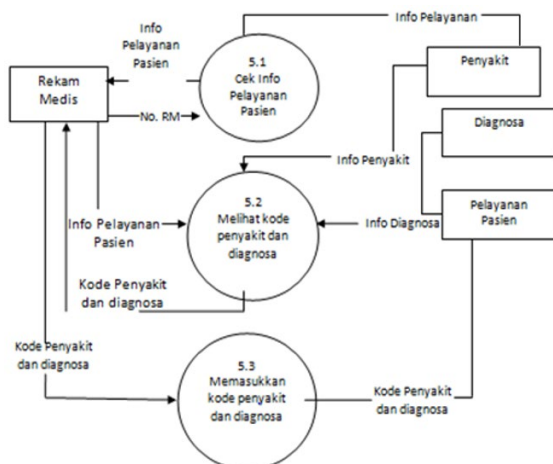 Info Pelayanan
Info
Pelayanan
Pasien
5.1
Cek Info
Pelayanan
Pasien
Penyakit
Rekam
Medis
No. RM
Diagnosa
Info Penyakit
5.2
Melihat kode
penyakit dan
diagnosa
Pelayanan
Pasien
Info Pelayanan
Pasien
Info Diagnosa
Kode Penyakit
dan diagnosa
Kode Penyakit
dan diagnosa
5.3
Memasukkan
kode penyakit
dan diagnosa
Kode Penyakit
dan diagnosa